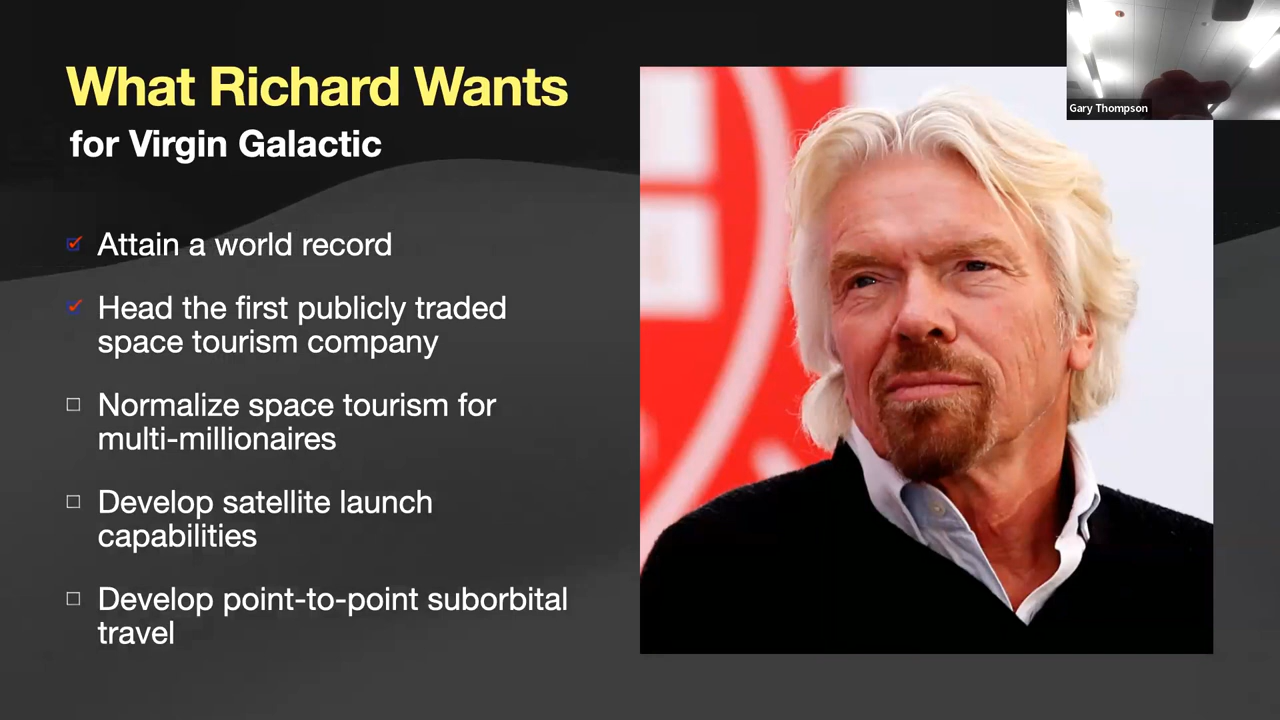 What Richard Wants
for Virgin Galactic
Attain a world record
Head the first publicly traded
space tourism company
Normalize space tourism for
multi-millionaires
Develop satellite launch
capabilities
Develop point-to-point suborbital
travel
Gary Thompson